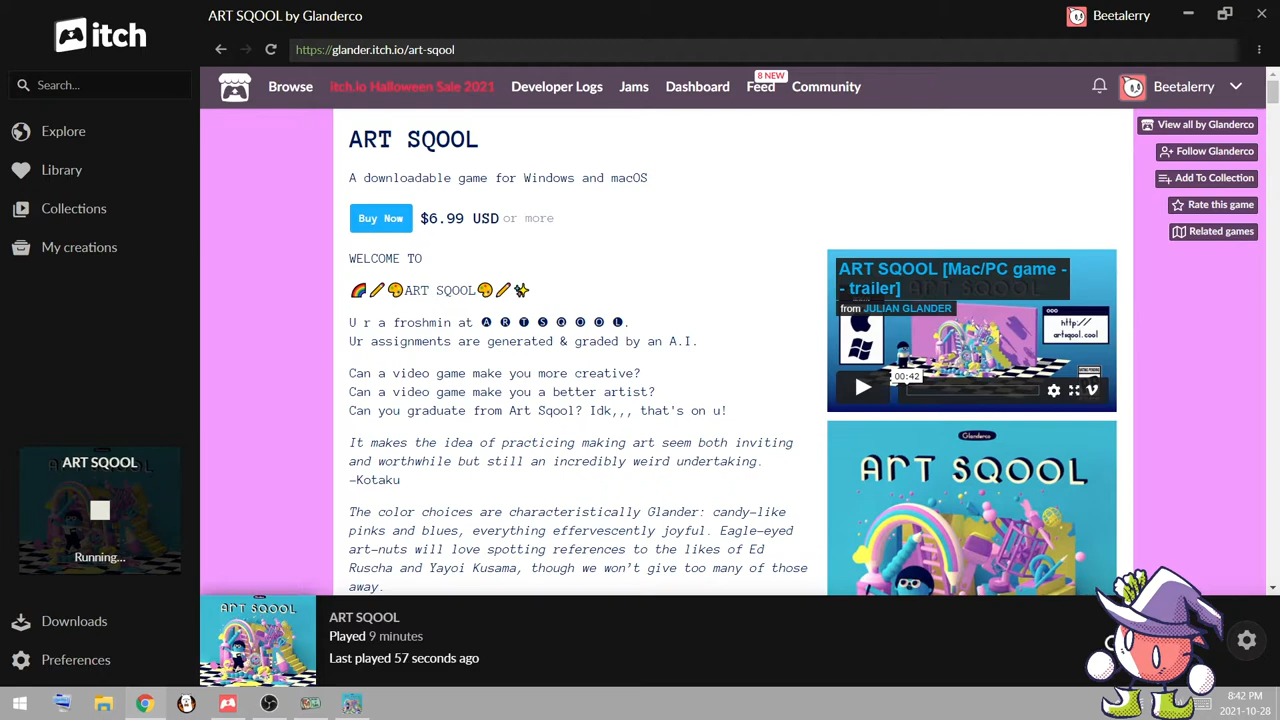 itch
ART SQOOL by Glanderco
Beetalerry
https://glander.itch.io/art-sqool
Search...
Explore
Library
Collections
My creations
ART SQOOL
Running...
Downloads
Preferences
Browse
itch.io Halloween Sale 2021
Developer Logs
Jams
Dashboard
8 NEW
Feed
Community
Beetalerry
View all by Glanderco
Follow Glanderco
Add To Collection
Rate this game
Related games
ART SQOOL
A downloadable game for Windows and macOS
Buy Now $6.99 USD or more
WELCOME TO
🌈🖍🎨ART SQOOL🎨🖍✨
U r a froshmin at 🅐 🅡 🅣 🅢 🅠 🅞 🅞 🅛.
Ur assignments are generated & graded by an A.I.
Can a video game make you more creative?
Can a video game make you a better artist?
Can you graduate from Art Sqool? Idk,,, that's on u!
It makes the idea of practicing making art seem both inviting
and worthwhile but still an incredibly weird undertaking.
-Kotaku
The color choices are characteristically Glander: candy-like
pinks and blues, everything effervescently joyful. Eagle-eyed
art-nuts will love spotting references to the likes of Ed
Ruscha and Yayoi Kusama, though we won't give too many of those
away.
ART SQOOL [Mac/PC game -
- trailer]
from JULIAN GLANDER
http://
artsqool.cool
00:42
Glanderco
ART SQOOL
ART SQOOL
ART SQOOL
Played 9 minutes
Last played 57 seconds ago
8:42 PM
2021-10-28